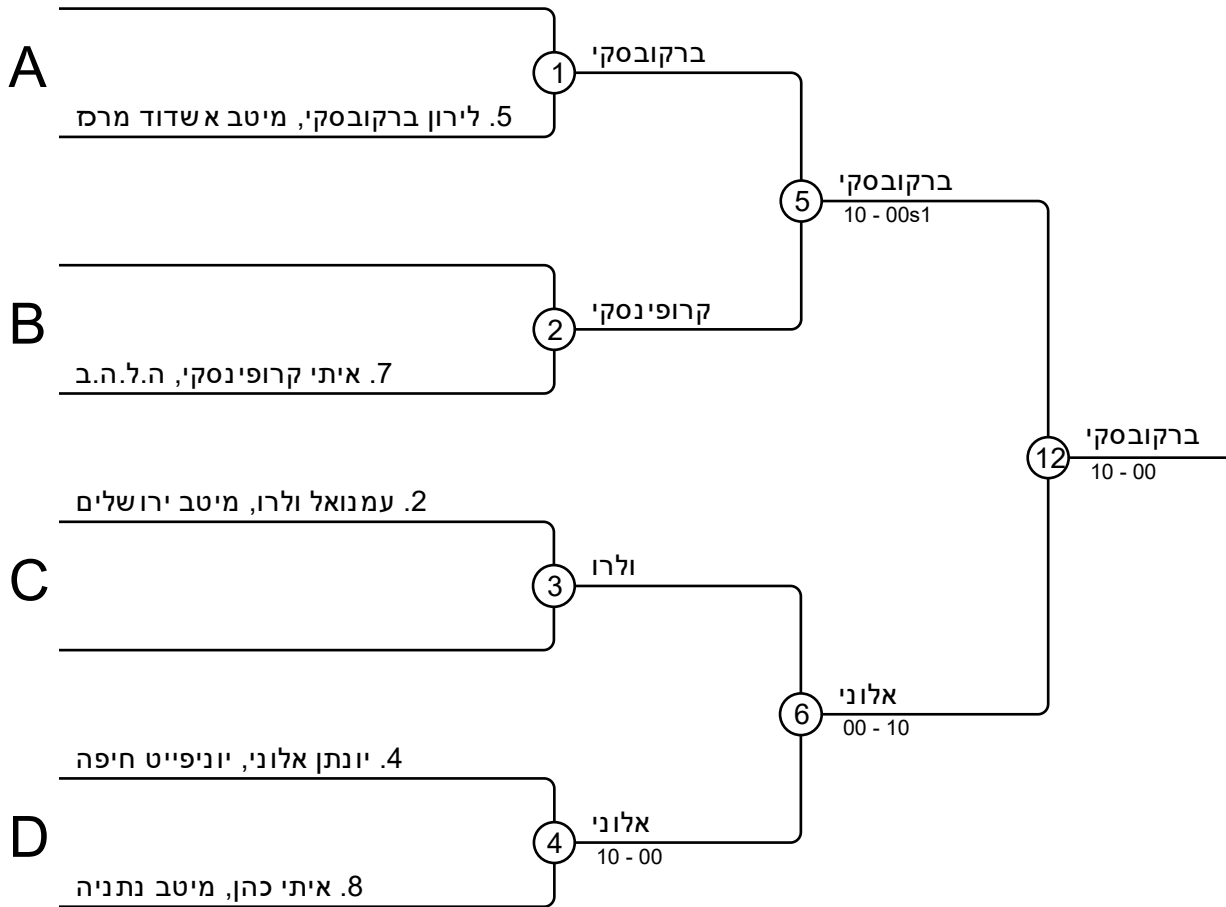 A
1
ברקובסקי
5. לירון ברקובסקי, מיטב אשדוד מרכז
5
ברקובסקי
10 - 00s1
B
2
קרופינסקי
7. איתי קרופינסקי, ה.ל.ה.ב
12
ברקובסקי
10 - 00
2. עמנואל ולרו, מיטב ירושלים
C
3
ולרו
6
אלוני
00 - 10
4. יונתן אלוני, יוניפייט חיפה
D
4
אלוני
10 - 00
8. איתי כהן, מיטב נתניה